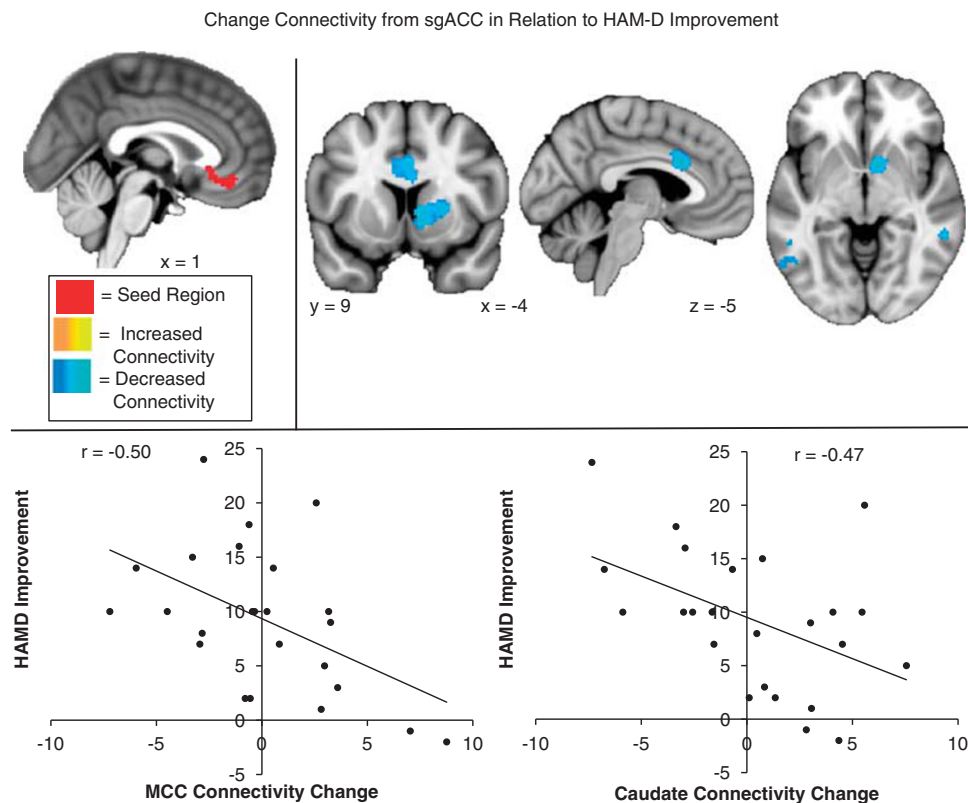 Change Connectivity from sgACC in Relation to HAM-D Improvement
x = 1
= Seed Region
= Increased
Connectivity
= Decreased
Connectivity
y = 9
x = -4
z = -5
r = -0.50
HAMD Improvement
25
20
15
10
5
0
-5
-10
-5
0
5
10
MCC Connectivity Change
r = -0.47
HAMD Improvement
25
20
15
10
5
0
-5
-10
-5
0
5
10
Caudate Connectivity Change